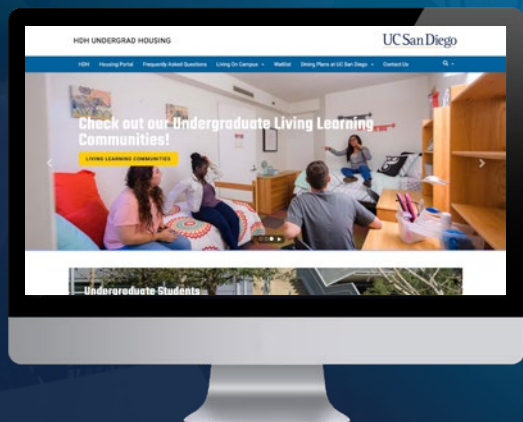 HDH UNDERGRAD HOUSING
UC San Diego
HDH Housing Portal Frequently Asked Questions Living On Campus Waitlist Dining Plans at UC San Diego Contact Us
Check out our Undergraduate Living Learning
Communities!
LIVING LEARNING COMMUNITIES
Undergraduate Students